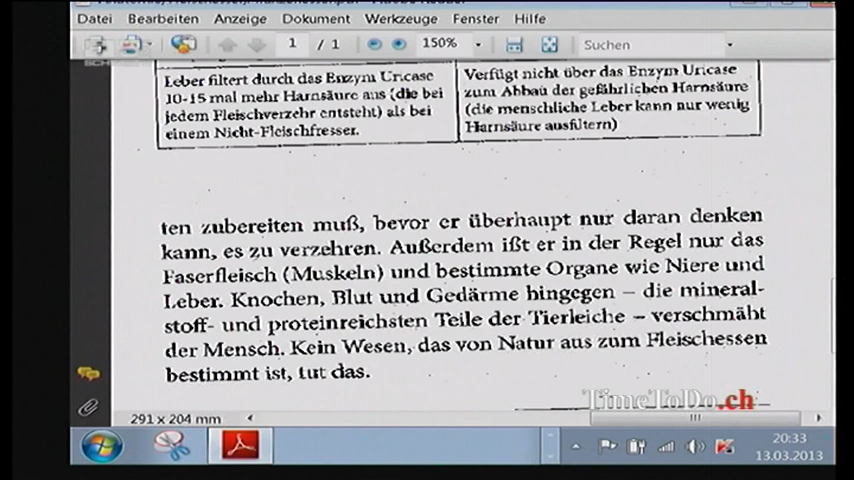 Datei Bearbeiten Anzeige Dokument Werkzeuge Fenster Hilfe
1 / 1 150% Suchen
Leber filtert durch das Enzym Uricase
10-15 mal mehr Harnsäure aus (die bei
jedem Fleischverzehr entsteht) als bei
einem Nicht-Fleischfresser.
Verfügt nicht über das Enzym Uricase
zum Abbau der gefährlichen Harnsäure
(die menschliche Leber kann nur wenig
Harnsäure ausfiltern)
ten zubereiten muß, bevor er überhaupt nur daran denken
kann, es zu verzehren. Außerdem ißt er in der Regel nur das
Faserfleisch (Muskeln) und bestimmte Organe wie Niere und
Leber. Knochen, Blut und Gedärme hingegen – die mineral-
stoff- und proteinreichsten Teile der Tierleiche – verschmäht
der Mensch. Kein Wesen, das von Natur aus zum Fleischessen
bestimmt ist, tut das.
TimeToDo.ch
291 x 204 mm
20:33
13.03.2013